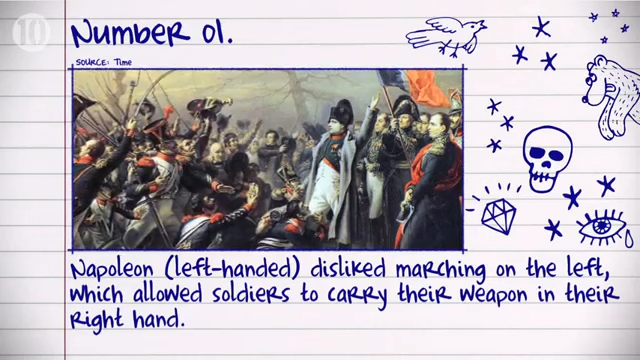 10
Number 01.
SOURCE: Time
Napoleon (left-handed) disliked marching on the left,
which allowed soldiers to carry their weapon in their
right hand.